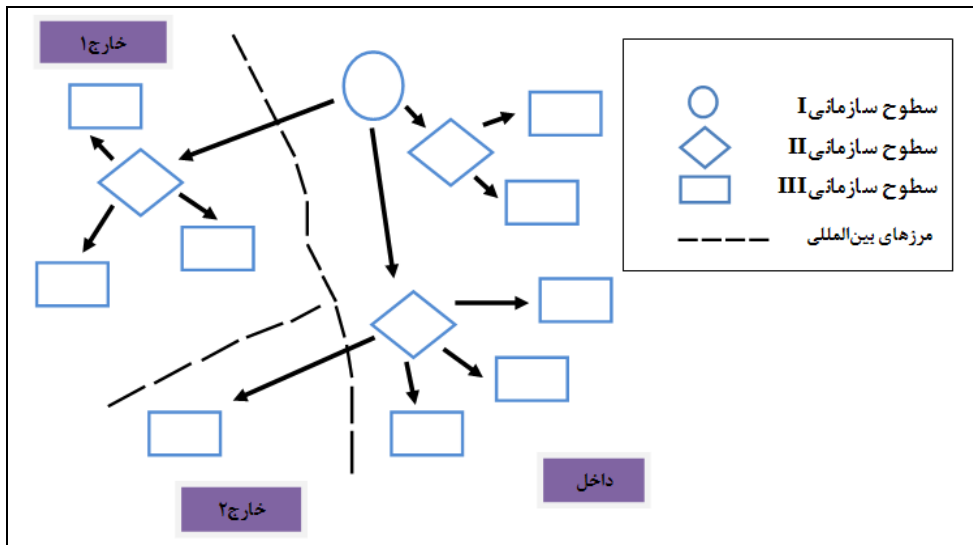 خارج۱
سطوح سازمانیI
سطوح سازمانیII
سطوح سازمانیIII
مرزهای بین‌المللی
داخل
خارج۲